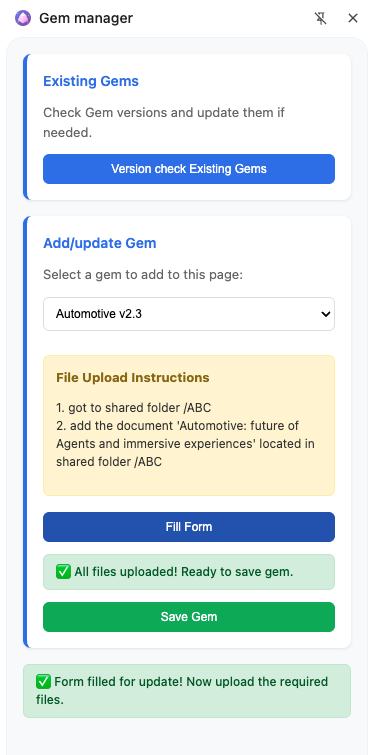 Gem manager
Existing Gems
Check Gem versions and update them if
needed.
Version check Existing Gems
Add/update Gem
Select a gem to add to this page:
Automotive v2.3
File Upload Instructions
1. got to shared folder /ABC
2. add the document 'Automotive: future of
Agents and immersive experiences' located in
shared folder /ABC
Fill Form
✅ All files uploaded! Ready to save gem.
Save Gem
✅ Form filled for update! Now upload the required
files.